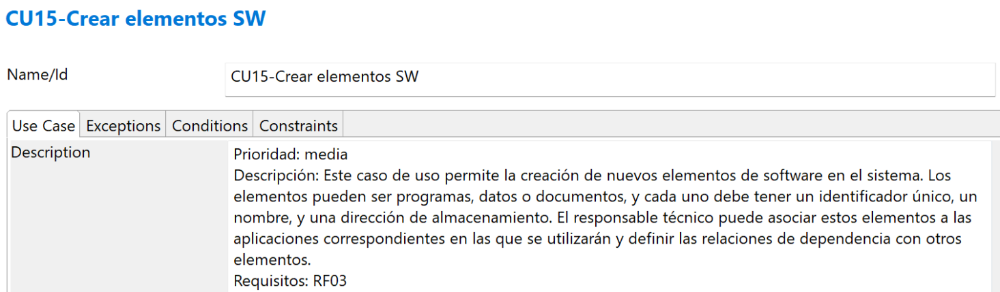 CU15-Crear elementos SW
Name/Id
CU15-Crear elementos SW
Use Case Exceptions Conditions Constraints
Description
Prioridad: media
Descripción: Este caso de uso permite la creación de nuevos elementos de software en el sistema. Los
elementos pueden ser programas, datos o documentos, y cada uno debe tener un identificador único, un
nombre, y una dirección de almacenamiento. El responsable técnico puede asociar estos elementos a las
aplicaciones correspondientes en las que se utilizarán y definir las relaciones de dependencia con otros
elementos.
Requisitos: RF03